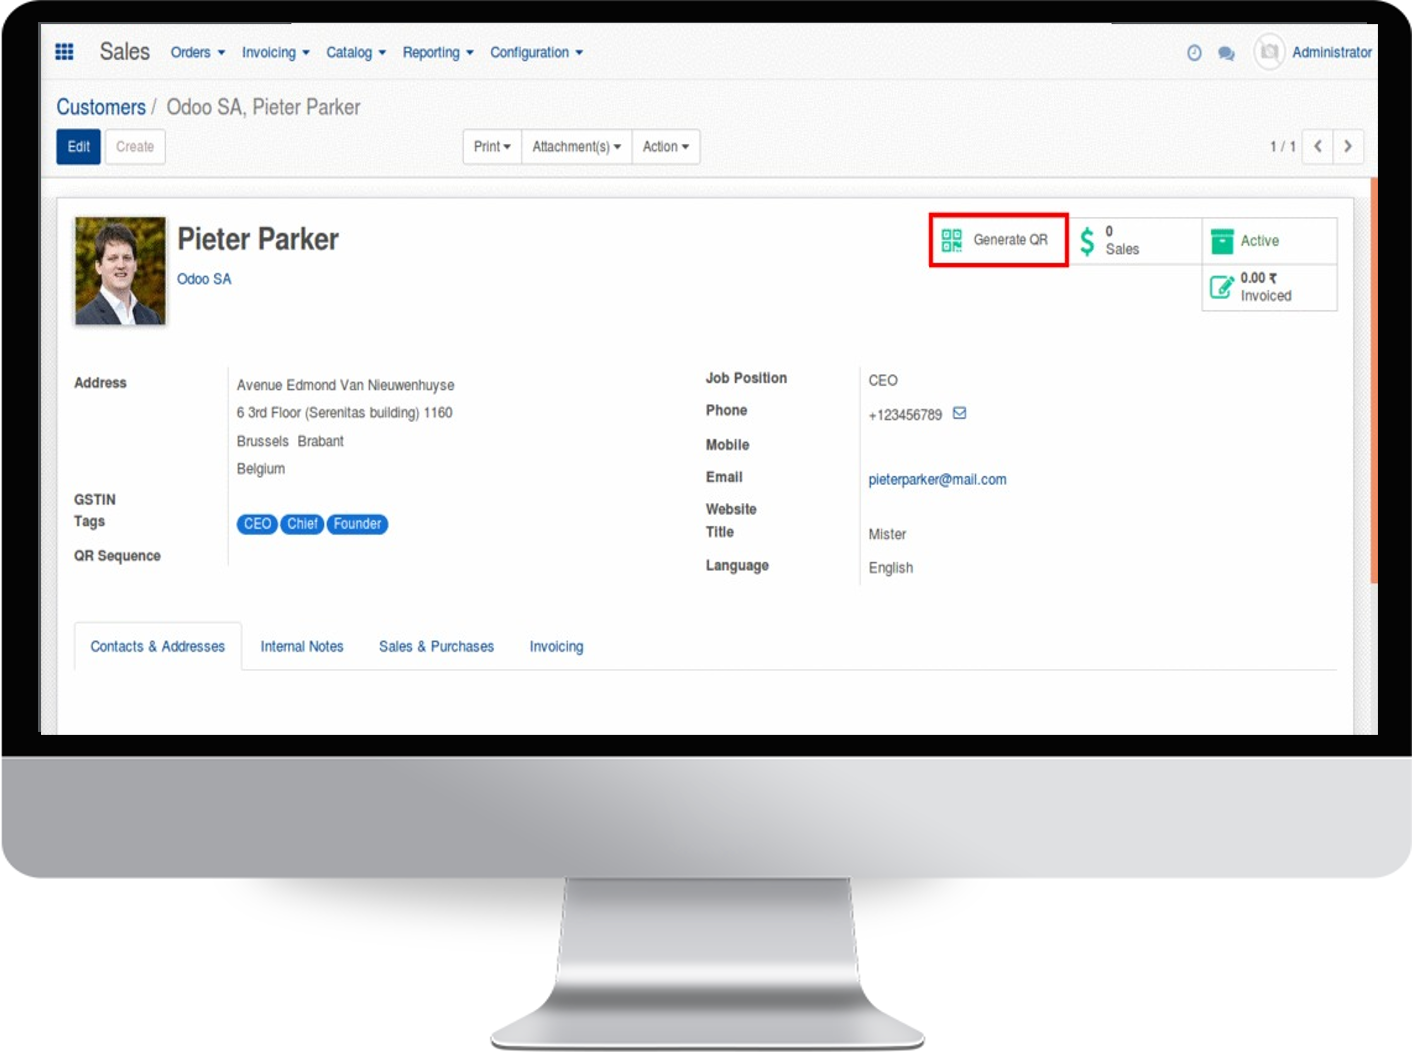 Sales Orders Invoicing Catalog Reporting Configuration Administrator
Customers / Odoo SA, Pieter Parker
Edit Create Print Attachment(s) Action 1 / 1
Pieter Parker
Odoo SA
Generate QR
0
Sales
Active
0.00 ₹
Invoiced
Address
Avenue Edmond Van Nieuwenhuyse
6 3rd Floor (Serenitas building) 1160
Brussels Brabant
Belgium
GSTIN
Tags CEO Chief Founder
QR Sequence
Job Position CEO
Phone +123456789
Mobile
Email pieterparker@mail.com
Website
Title Mister
Language English
Contacts & Addresses Internal Notes Sales & Purchases Invoicing